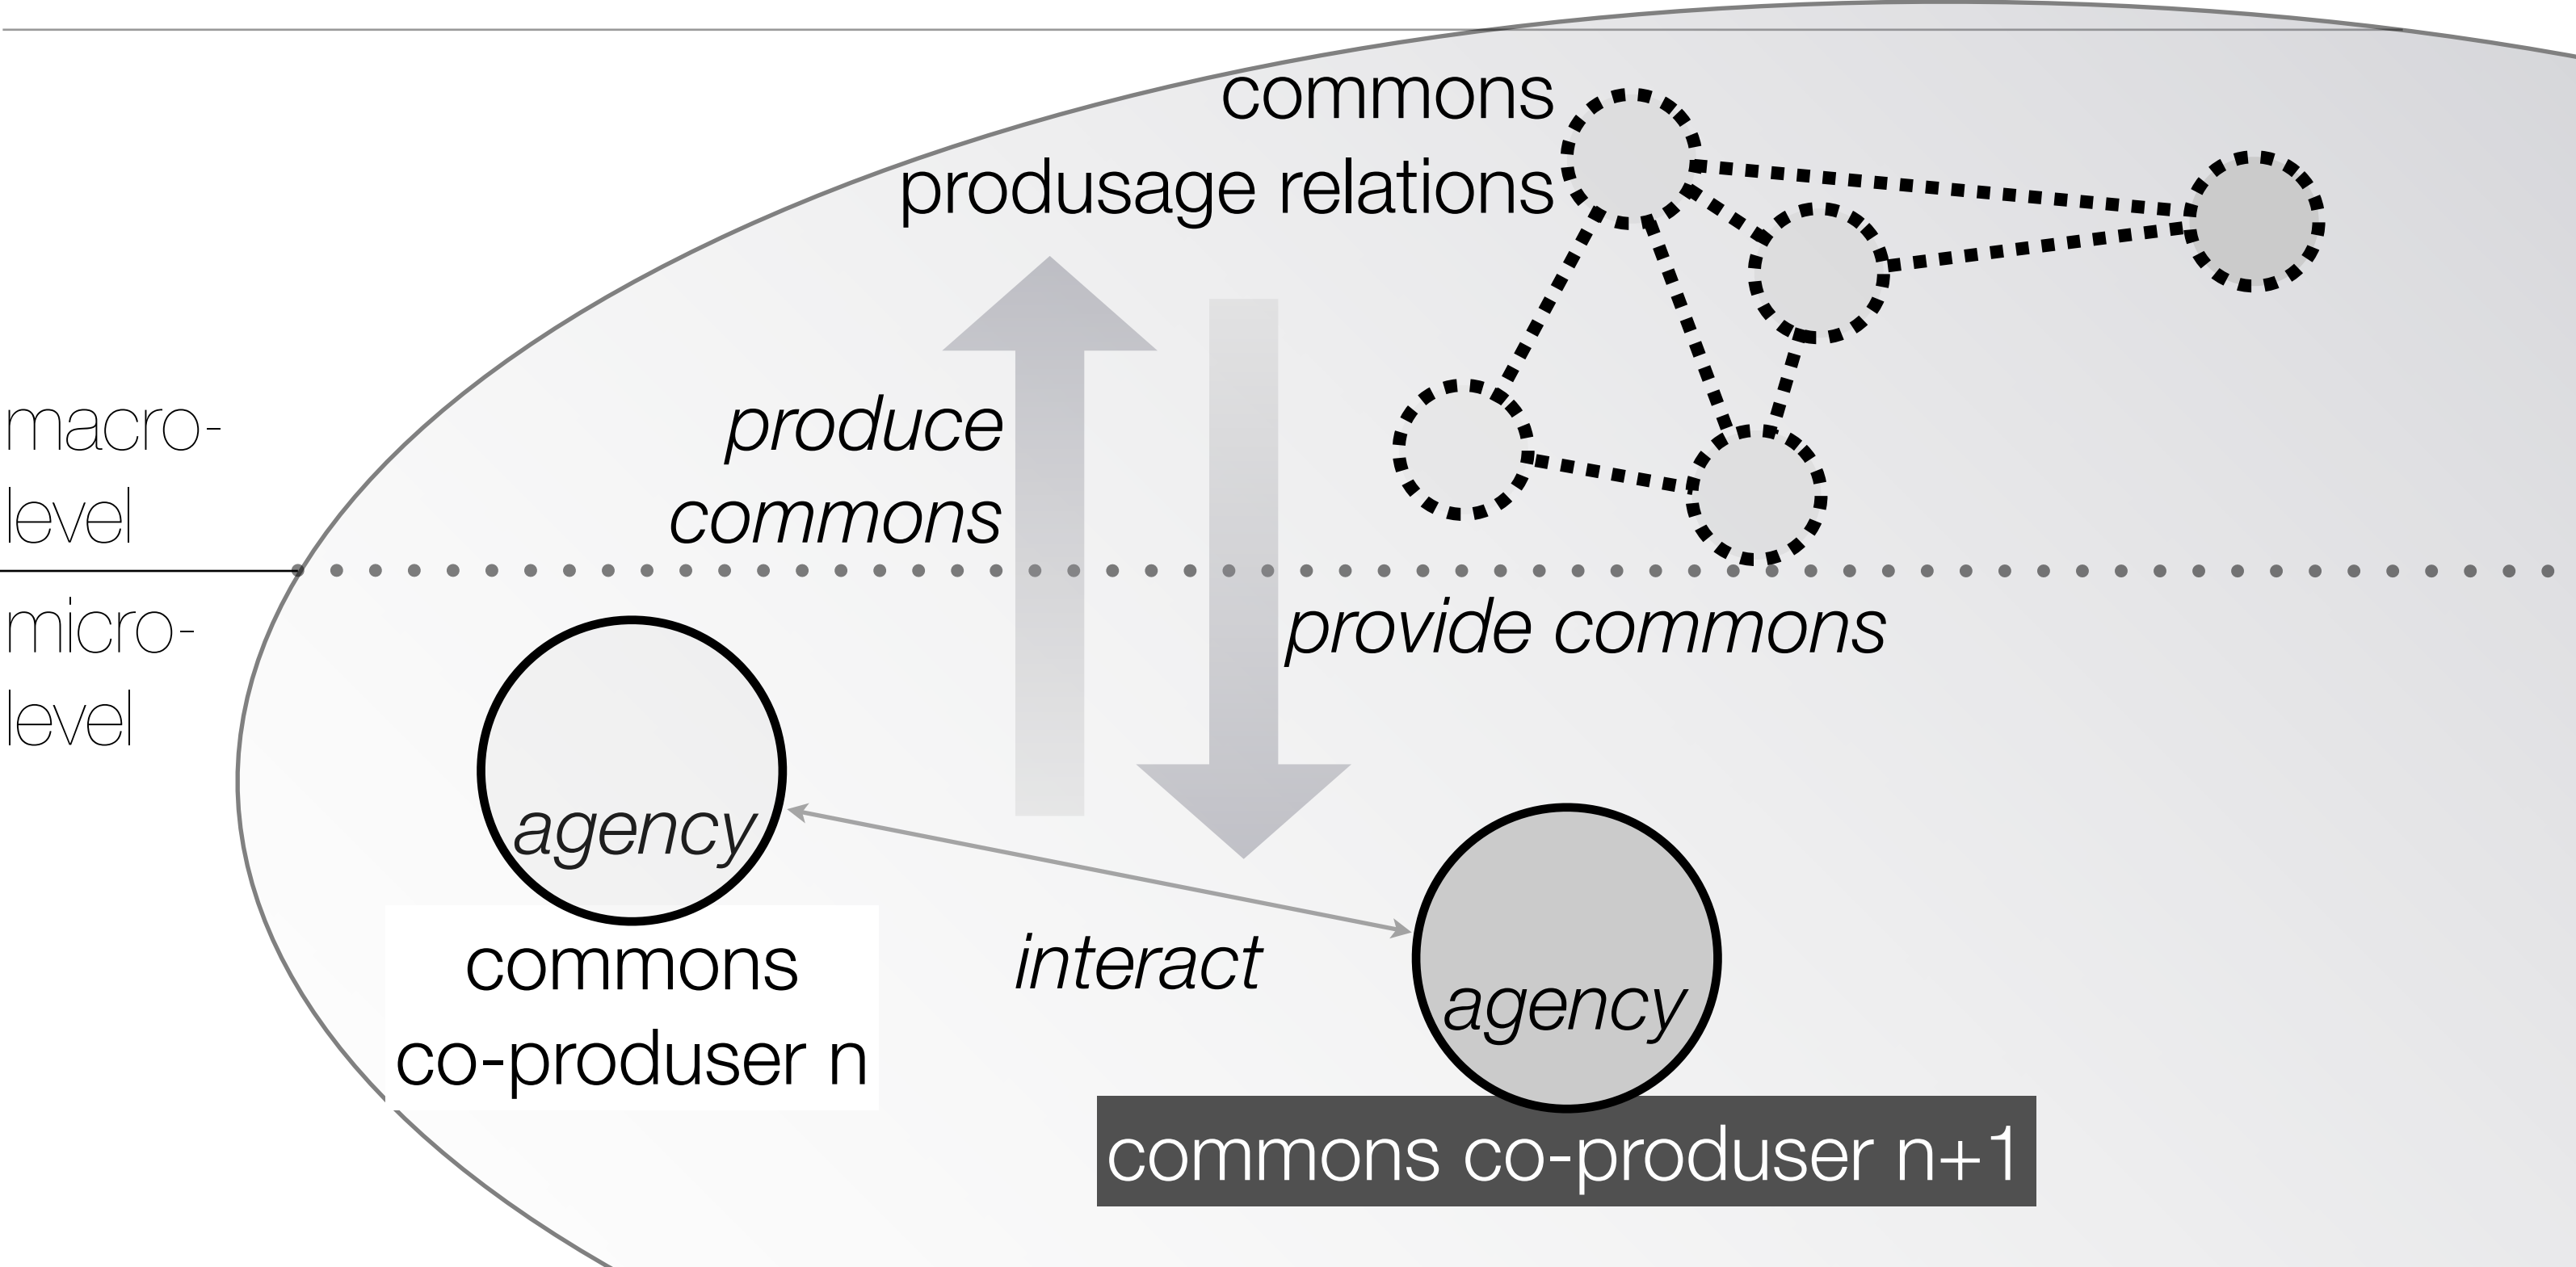 commons
produsage relations
macro-
level
produce
commons
micro-
level
provide commons
agency
commons
co-produser n
interact
agency
commons co-produser n+1